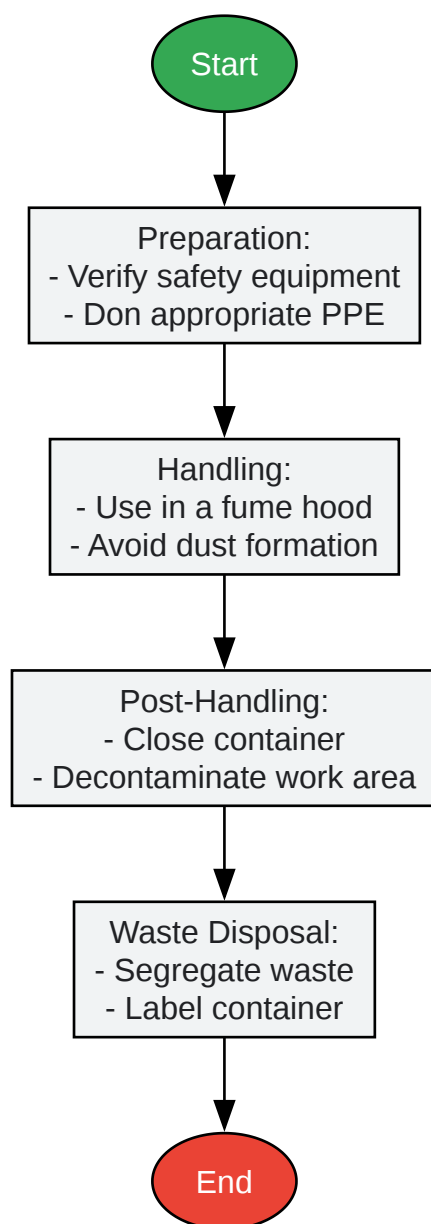 Start
Preparation:
- Verify safety equipment
- Don appropriate PPE
Handling:
- Use in a fume hood
- Avoid dust formation
Post-Handling:
- Close container
- Decontaminate work area
Waste Disposal:
- Segregate waste
- Label container
End